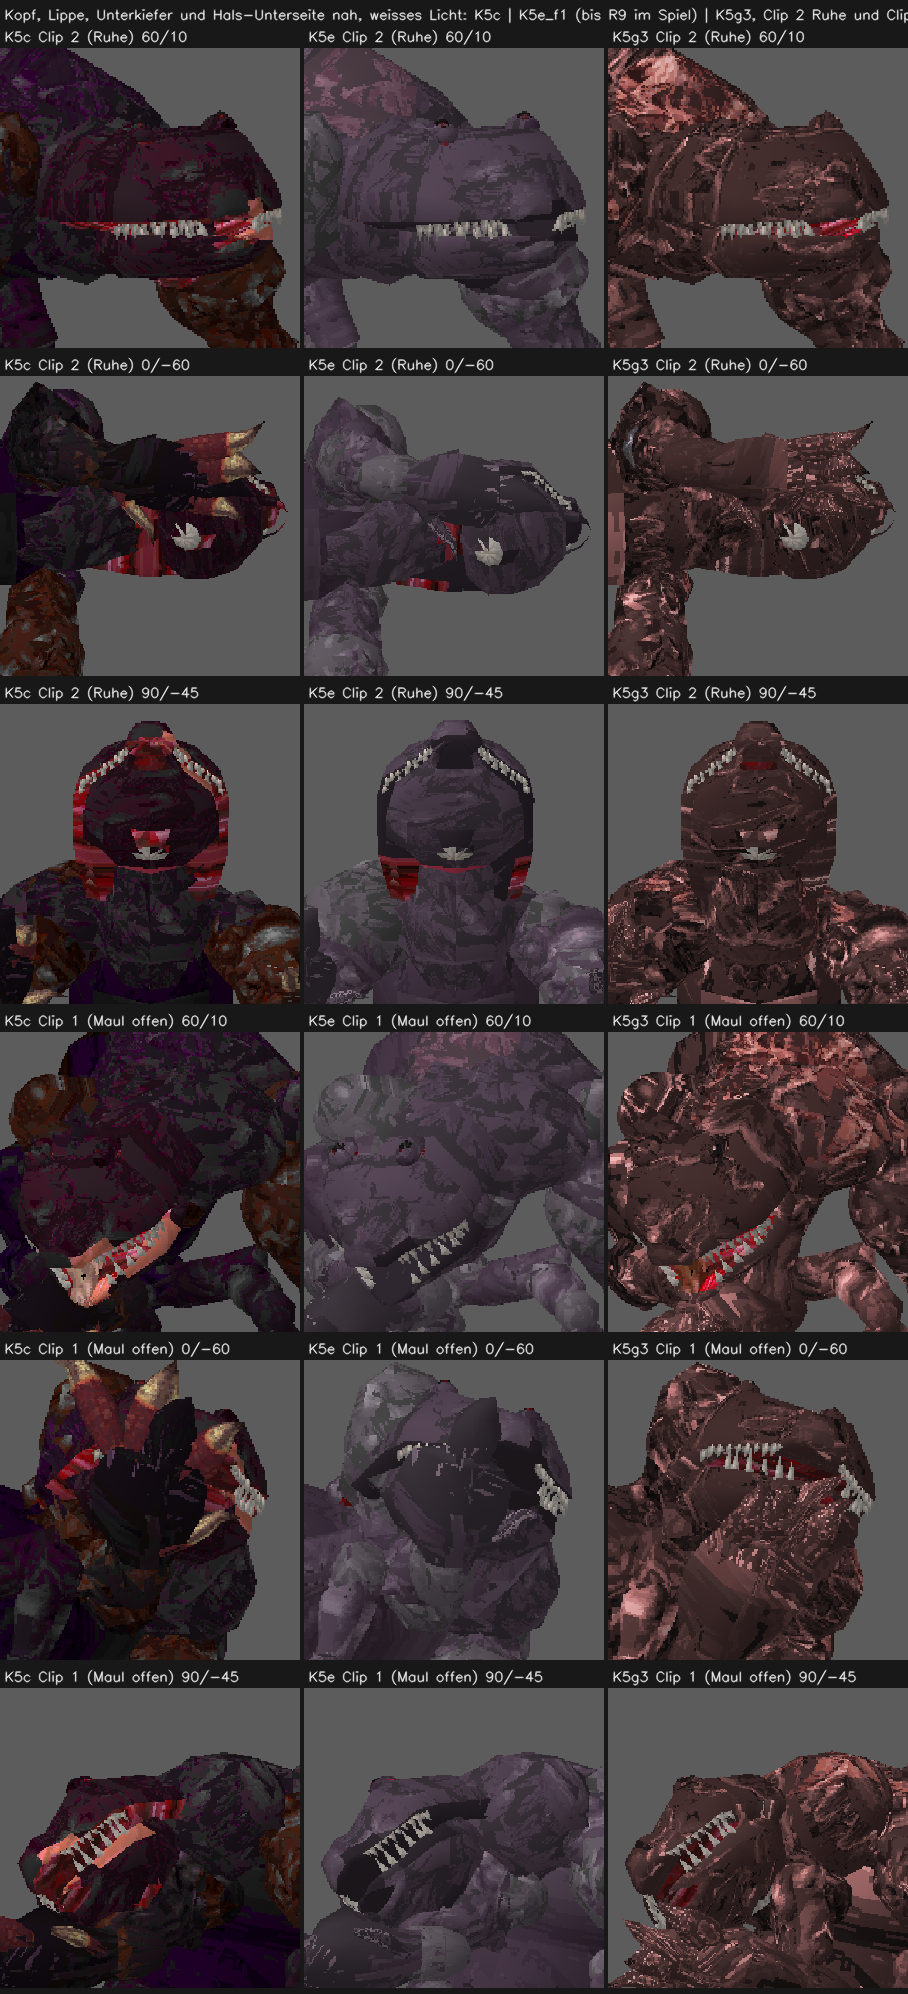 Kopf, Lippe, Unterkiefer und Hals-Unterseite nah, weisses Licht: K5c | K5e_f1 (bis R9 im Spiel) | K5g3, Clip 2 Ruhe und Clip
K5c Clip 2 (Ruhe) 60/10 K5e Clip 2 (Ruhe) 60/10 K5g3 Clip 2 (Ruhe) 60/10
K5c Clip 2 (Ruhe) 0/-60 K5e Clip 2 (Ruhe) 0/-60 K5g3 Clip 2 (Ruhe) 0/-60
K5c Clip 2 (Ruhe) 90/-45 K5e Clip 2 (Ruhe) 90/-45 K5g3 Clip 2 (Ruhe) 90/-45
K5c Clip 1 (Maul offen) 60/10 K5e Clip 1 (Maul offen) 60/10 K5g3 Clip 1 (Maul offen) 60/10
K5c Clip 1 (Maul offen) 0/-60 K5e Clip 1 (Maul offen) 0/-60 K5g3 Clip 1 (Maul offen) 0/-60
K5c Clip 1 (Maul offen) 90/-45 K5e Clip 1 (Maul offen) 90/-45 K5g3 Clip 1 (Maul offen) 90/-45